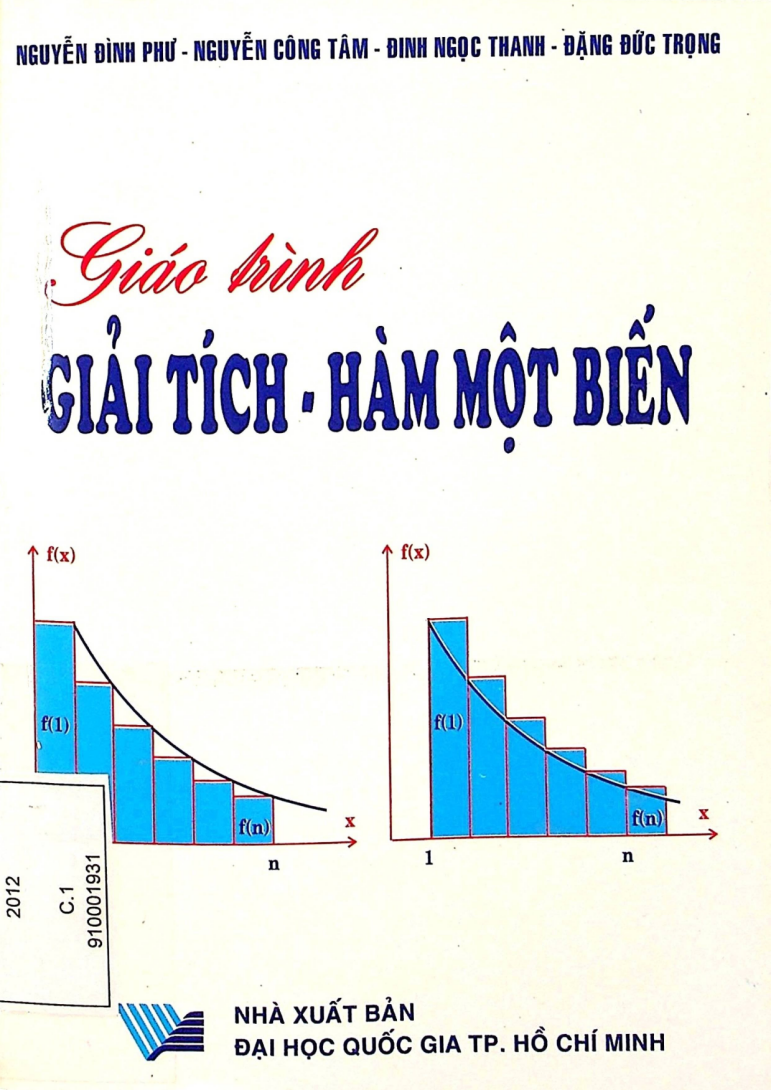 NGUYỄN ĐÌNH PHƯ - NGUYỄN CÔNG TÂM - ĐINH NGỌC THANH - ĐẶNG ĐỨC TRỌNG
Giáo trình
GIẢI TÍCH - HÀM MỘT BIẾN
f(x)
f(1)
f(n)
x
n
f(x)
f(1)
f(n)
x
1
n
2012
C.1
910001931
NHÀ XUẤT BẢN
ĐẠI HỌC QUỐC GIA TP. HỒ CHÍ MINH